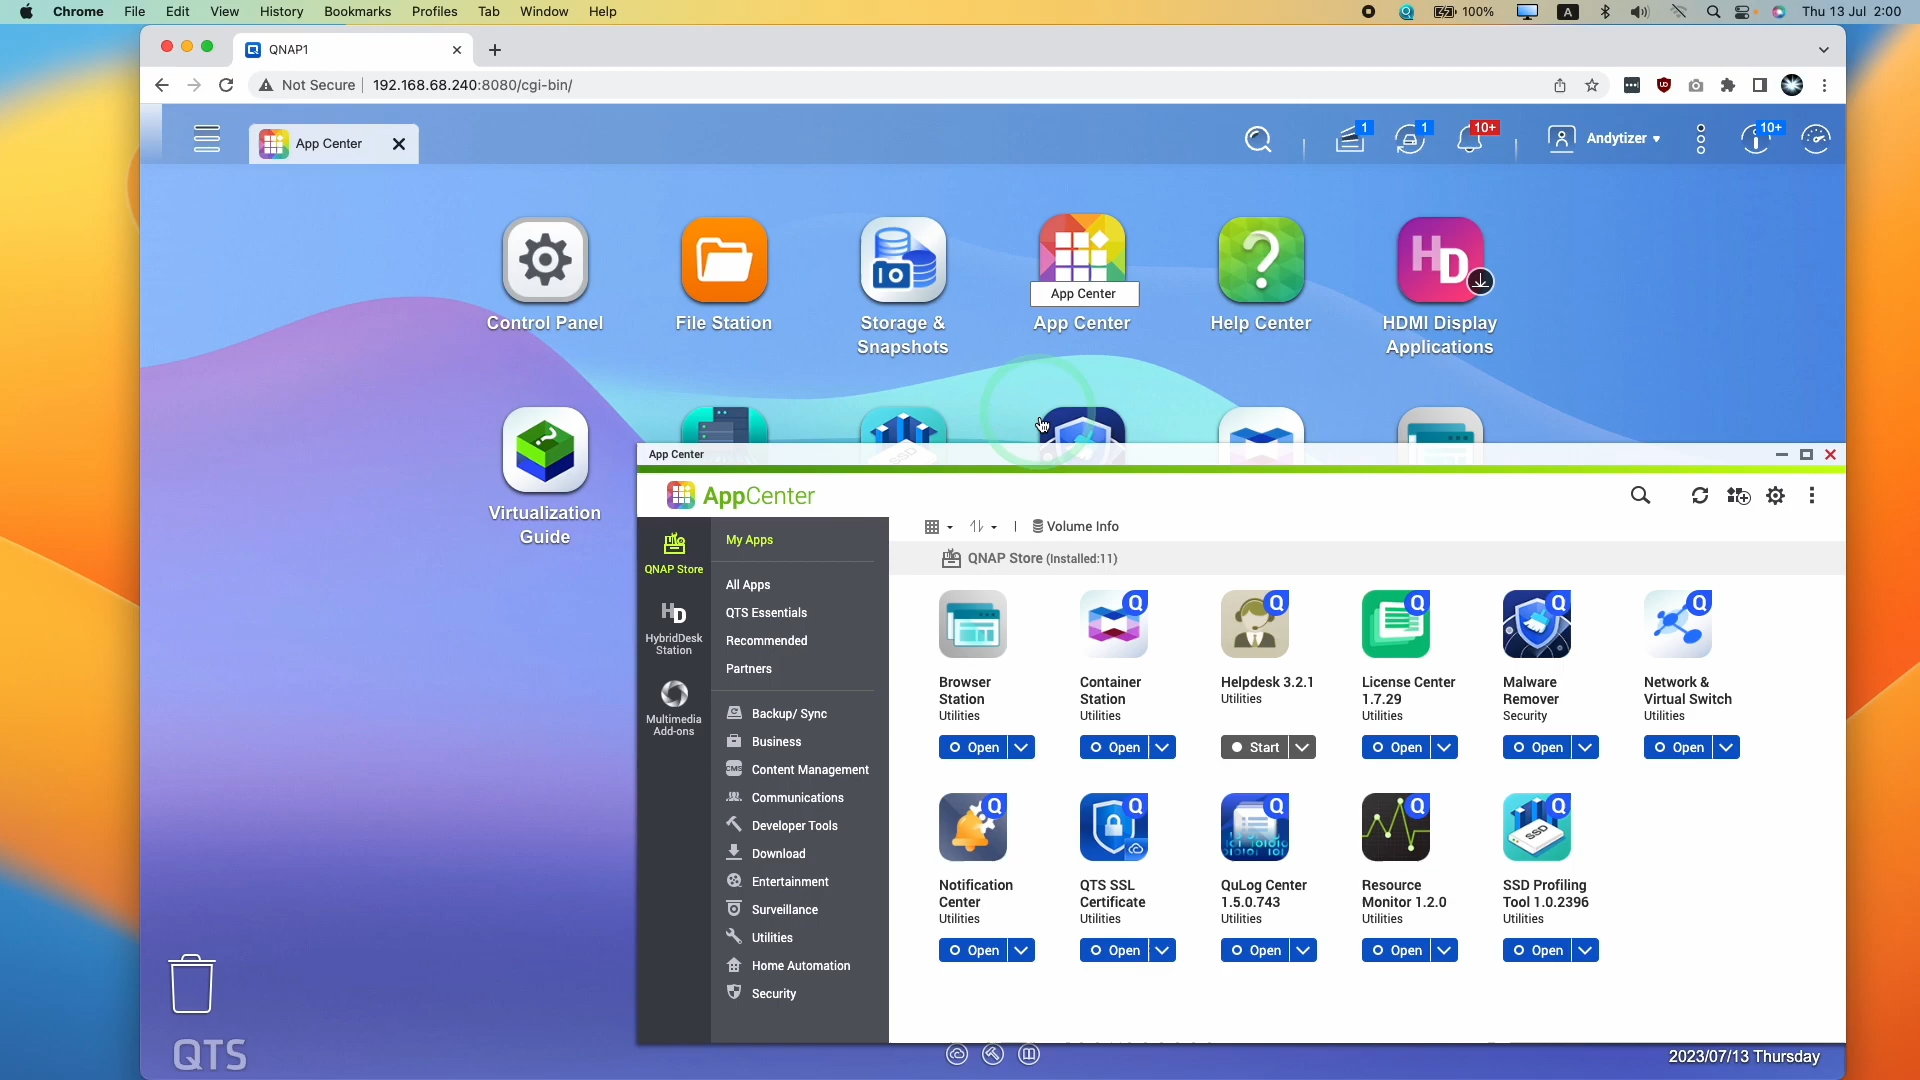 Chrome File Edit View History Bookmarks Profiles Tab Window Help
100% A Thu 13 Jul 2:00
QNAP1
Not Secure 192.168.68.240:8080/cgi-bin/
App Center
1 1 10+ Andytizer 10+
HD
App Center
Control Panel
File Station
Storage &
Snapshots
App Center
Help Center
HDMI Display
Applications
SSD
Virtualization
Guide
App Center
AppCenter
QNAP Store
HD
HybridDesk
Station
Multimedia
Add-ons
My Apps
All Apps
QTS Essentials
Recommended
Partners
Backup/ Sync
Business
CMS Content Management
Communications
Developer Tools
Download
Entertainment
Surveillance
Utilities
Home Automation
Security
Volume Info
QNAP Store (Installed:11)
Q Q Q Q Q
Browser
Station
Utilities
Open
Container
Station
Utilities
Open
Helpdesk 3.2.1
Utilities
Start
License Center
1.7.29
Utilities
Open
Malware
Remover
Security
Open
Network &
Virtual Switch
Utilities
Open
Q Q Q Q Q
SSD
Notification
Center
Utilities
Open
QTS SSL
Certificate
Utilities
Open
QuLog Center
1.5.0.743
Utilities
Open
Resource
Monitor 1.2.0
Utilities
Open
SSD Profiling
Tool 1.0.2396
Utilities
Open
QTS
2023/07/13 Thursday